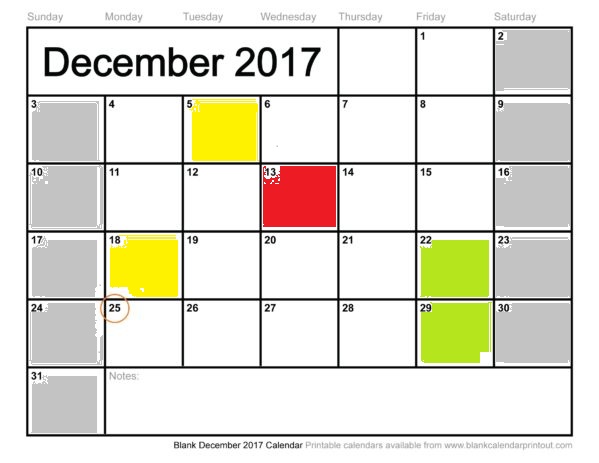 Sunday Monday Tuesday Wednesday Thursday Friday Saturday
December 2017 1 2
3 4 5 6 7 8 9
10 11 12 13 14 15 16
17 18 19 20 21 22 23
24 25 26 27 28 29 30
31 Notes:
Blank December 2017 Calendar Printable calendars available from www.blankcalendarprintout.com